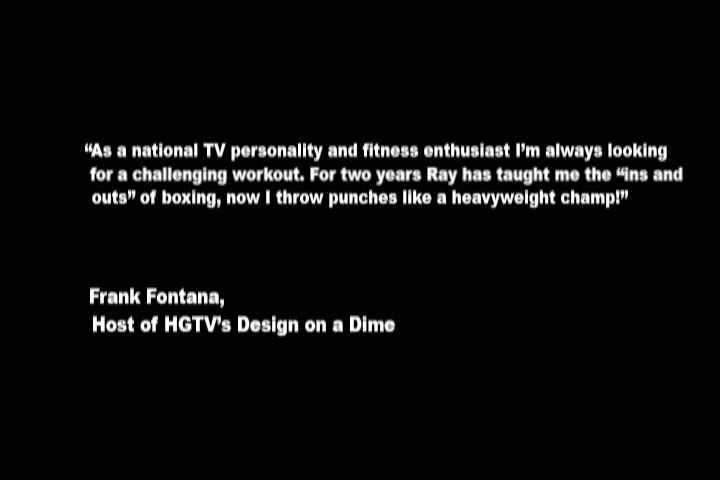 “As a national TV personality and fitness enthusiast I’m always looking
for a challenging workout. For two years Ray has taught me the “ins and
outs” of boxing, now I throw punches like a heavyweight champ!”
Frank Fontana,
Host of HGTV’s Design on a Dime